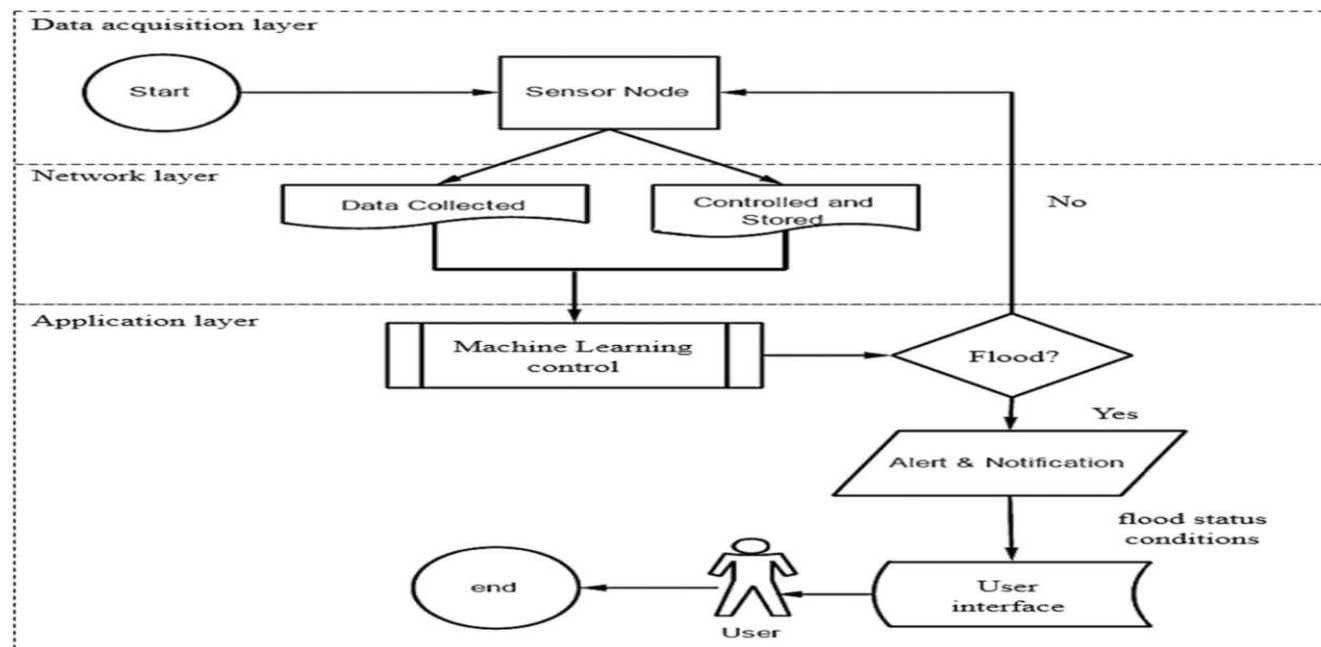 Data acquisition layer
Start
Sensor Node
Network layer
Data Collected
Controlled and
Stored
No
Application layer
Machine Learning
control
Flood?
Yes
Alert & Notification
flood status
conditions
User
interface
User
end